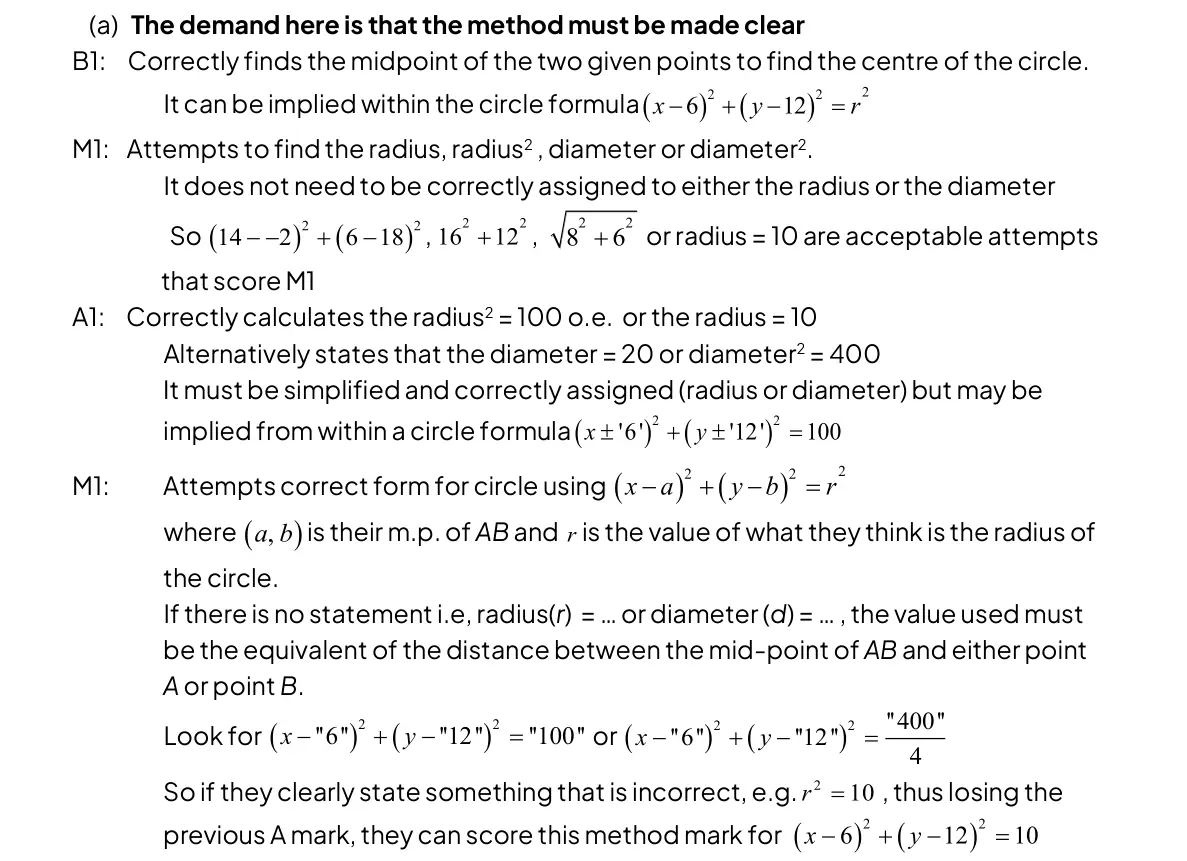 (a) The demand here is that the method must be made clear
B1: Correctly finds the midpoint of the two given points to find the centre of the circle.
It can be implied within the circle formula (x−6)² +(y−12)² = r²
M1: Attempts to find the radius, radius² , diameter or diameter².
It does not need to be correctly assigned to either the radius or the diameter
So (14−−2)² +(6−18)² , 16² +12² , √(8² +6²) or radius = 10 are acceptable attempts
that score M1
A1: Correctly calculates the radius² = 100 o.e. or the radius = 10
Alternatively states that the diameter = 20 or diameter² = 400
It must be simplified and correctly assigned (radius or diameter) but may be
implied from within a circle formula (x±'6')² +(y±'12')² =100
M1: Attempts correct form for circle using (x−a)² +(y−b)² = r²
where (a, b) is their m.p. of AB and r is the value of what they think is the radius of
the circle.
If there is no statement i.e, radius(r) = ... or diameter (d) = ... , the value used must
be the equivalent of the distance between the mid-point of AB and either point
A or point B.
Look for (x−"6")² +(y−"12")² ="100" or (x−"6")² +(y−"12")² = "400"/4
So if they clearly state something that is incorrect, e.g. r² = 10 , thus losing the
previous A mark, they can score this method mark for (x−6)² +(y−12)² =10